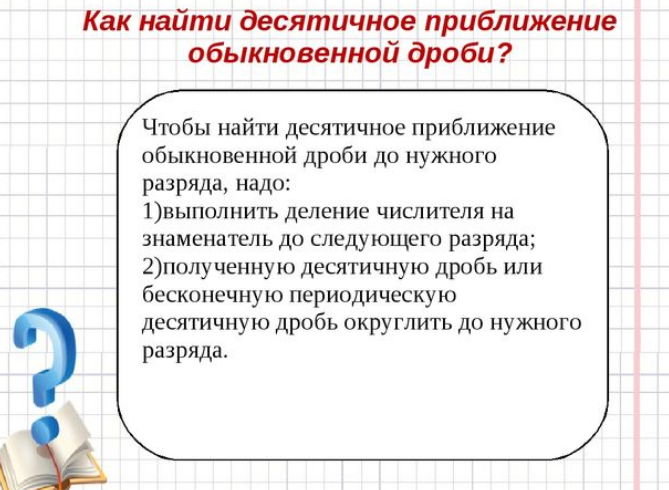 Как найти десятичное приближение
обыкновенной дроби?
Чтобы найти десятичное приближение
обыкновенной дроби до нужного
разряда, надо:
1)выполнить деление числителя на
знаменатель до следующего разряда;
2)полученную десятичную дробь или
бесконечную периодическую
десятичную дробь округлить до нужного
разряда.